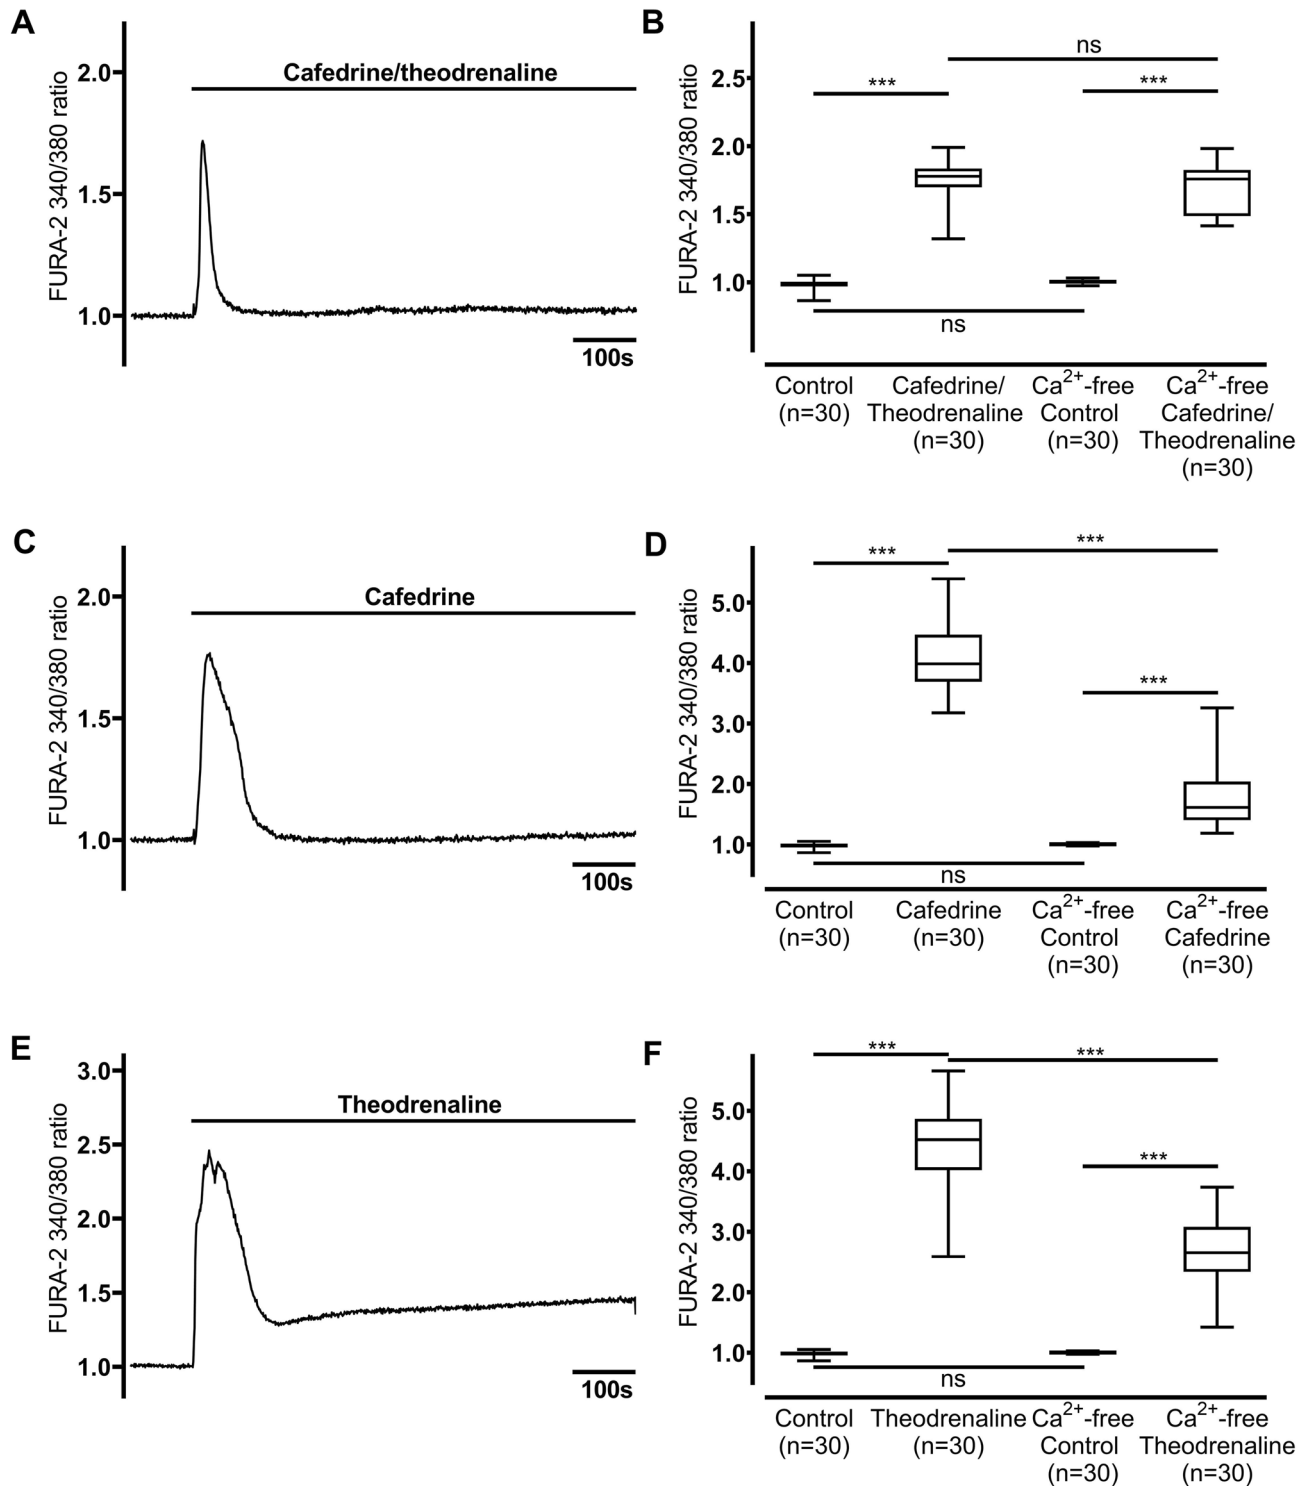 A
FURA-2 340/380 ratio
2.0
1.5
1.0
Cafedrine/theodrenaline
100s
B
FURA-2 340/380 ratio
2.5
2.0
1.5
1.0
***
ns
***
ns
Control
(n=30)
Cafedrine/
Theodrenaline
(n=30)
Ca2+-free
Control
(n=30)
Ca2+-free
Cafedrine/
Theodrenaline
(n=30)
C
FURA-2 340/380 ratio
2.0
1.5
1.0
Cafedrine
100s
D
FURA-2 340/380 ratio
5.0
4.0
3.0
2.0
1.0
***
***
***
ns
Control
(n=30)
Cafedrine
(n=30)
Ca2+-free
Control
(n=30)
Ca2+-free
Cafedrine
(n=30)
E
FURA-2 340/380 ratio
3.0
2.5
2.0
1.5
1.0
Theodrenaline
100s
F
FURA-2 340/380 ratio
5.0
4.0
3.0
2.0
1.0
***
***
***
ns
Control
(n=30)
Theodrenaline
(n=30)
Ca2+-free
Control
(n=30)
Ca2+-free
Theodrenaline
(n=30)